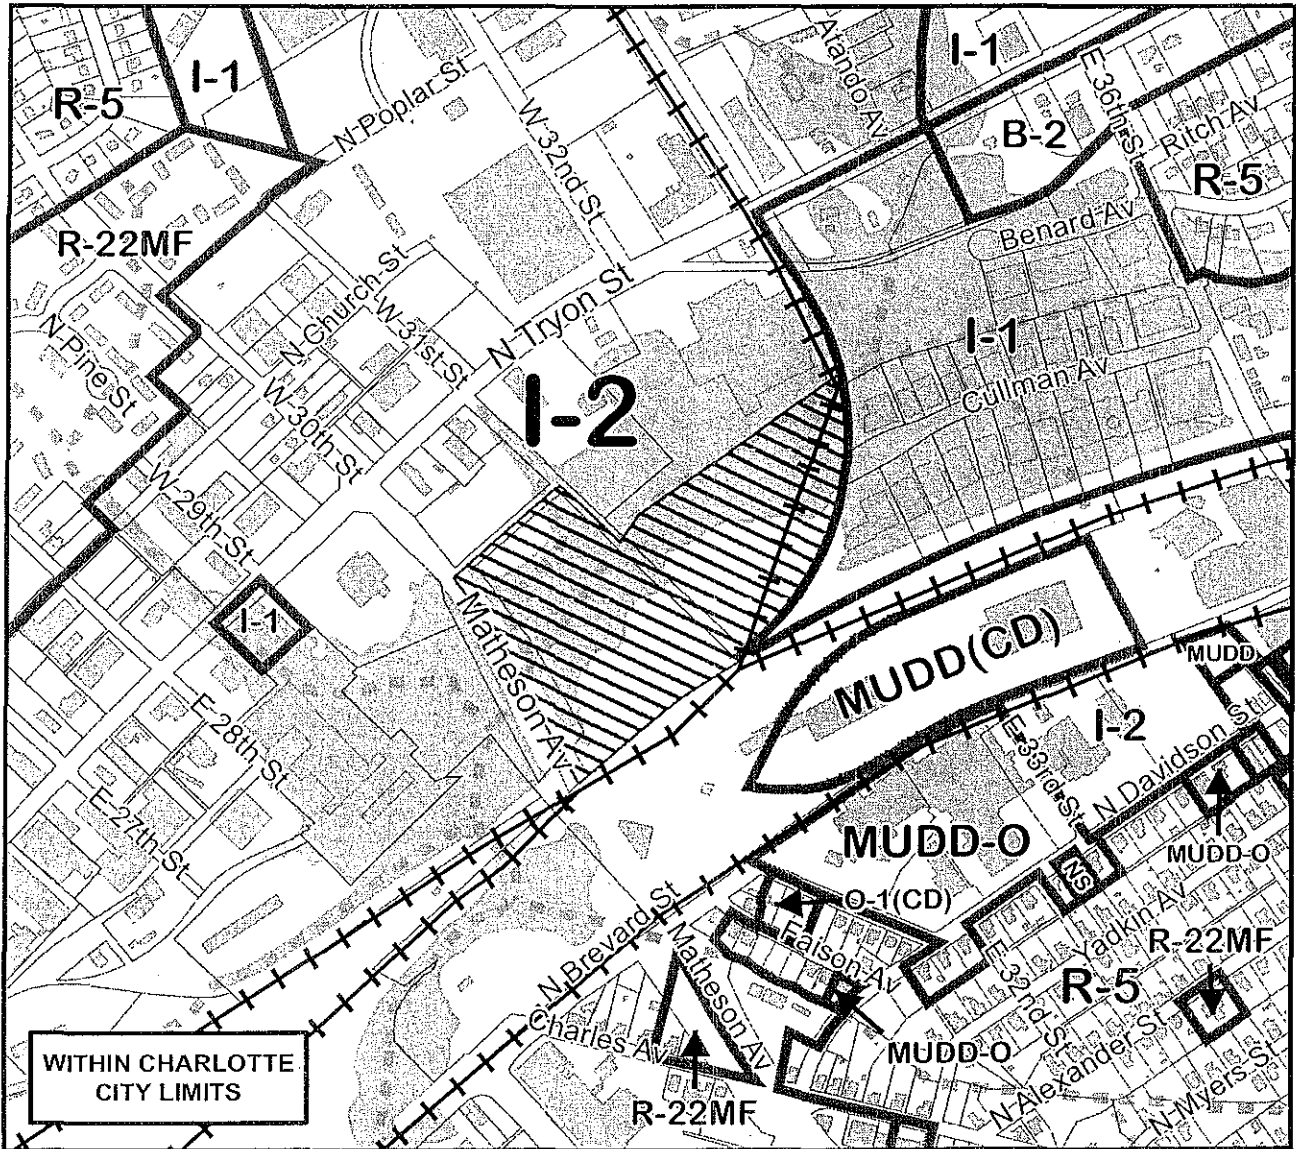 R-5
I-1
N Poplar St
W 32nd St
Atando Av
I-1
E 36th St
B-2
Ritch Av
R-5
R-22MF
N Pine St
N Church St
W 31st St
W 30th St
W 29th St
N Tryon St
Benard Av
I-1
Cullman Av
I-2
I-1
Matheson Av
E 28th St
E 27th St
MUDD(CD)
MUDD
I-2
E 33rd St
N Davidson St
MUDD-O
MUDD-O
NS
O-1(CD)
Faison Av
Yadkin Av
R-22MF
R-5
E 32nd St
N Alexander St
N Myers St
N Brevard St
Matheson Av
Charles Av
MUDD-O
R-22MF
WITHIN CHARLOTTE
CITY LIMITS